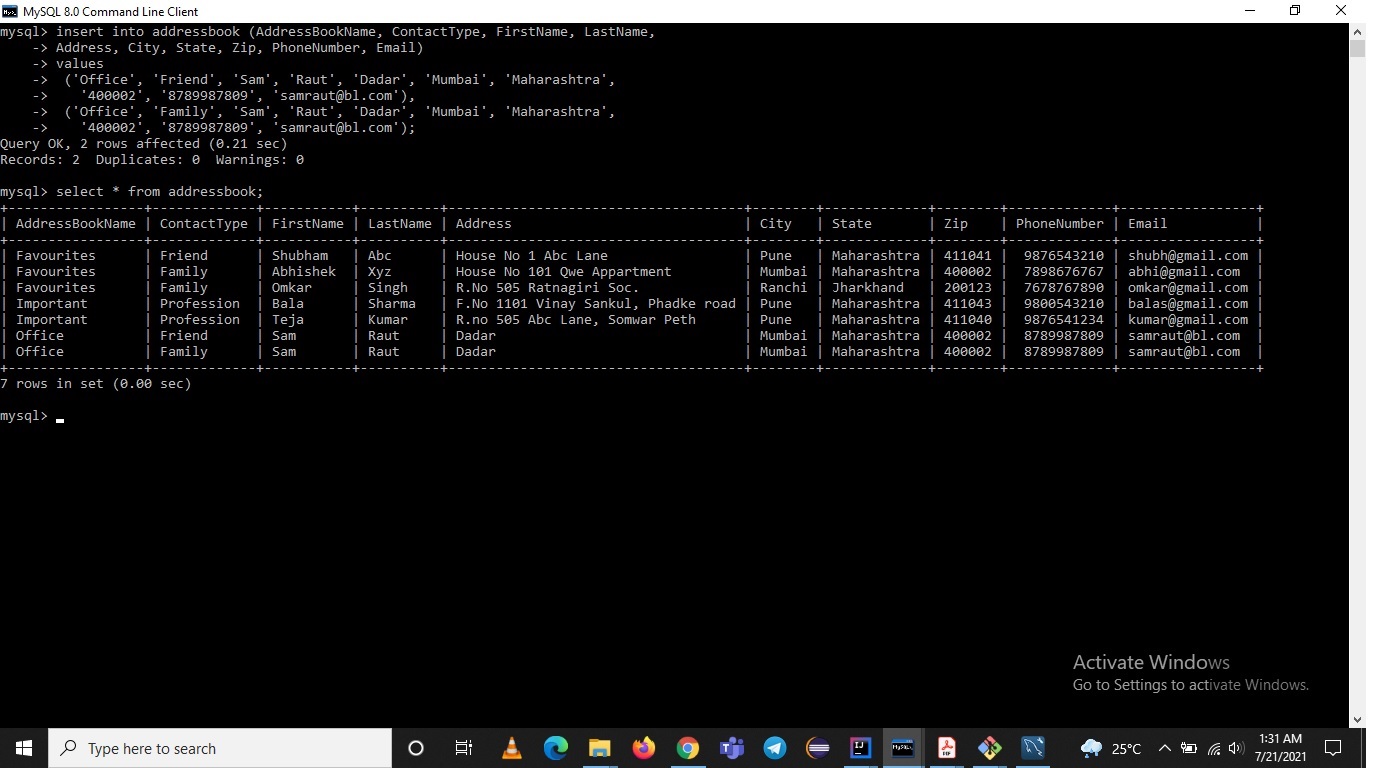 MySQL 8.0 Command Line Client
mysql> insert into addressbook (AddressBookName, ContactType, FirstName, LastName,
    -> Address, City, State, Zip, PhoneNumber, Email)
    -> values
    ->  ('Office', 'Friend', 'Sam', 'Raut', 'Dadar', 'Mumbai', 'Maharashtra',
    ->    '400002', '8789987809', 'samraut@bl.com'),
    ->  ('Office', 'Family', 'Sam', 'Raut', 'Dadar', 'Mumbai', 'Maharashtra',
    ->    '400002', '8789987809', 'samraut@bl.com');
Query OK, 2 rows affected (0.21 sec)
Records: 2  Duplicates: 0  Warnings: 0
mysql> select * from addressbook;
+-----------------+-------------+-----------+----------+------------------------------------+--------+-------------+--------+-------------+-----------------+
| AddressBookName | ContactType | FirstName | LastName | Address                            | City   | State       | Zip    | PhoneNumber | Email           |
+-----------------+-------------+-----------+----------+------------------------------------+--------+-------------+--------+-------------+-----------------+
| Favourites      | Friend      | Shubham   | Abc      | House No 1 Abc Lane                | Pune   | Maharashtra | 411041 |  9876543210 | shubh@gmail.com |
| Favourites      | Family      | Abhishek  | Xyz      | House No 101 Qwe Appartment        | Mumbai | Maharashtra | 400002 |  7898676767 | abhi@gmail.com  |
| Favourites      | Family      | Omkar     | Singh    | R.No 505 Ratnagiri Soc.            | Ranchi | Jharkhand   | 200123 |  7678767890 | omkar@gmail.com |
| Important       | Profession  | Bala      | Sharma   | F.No 1101 Vinay Sankul, Phadke road | Pune   | Maharashtra | 411043 |  9800543210 | balas@gmail.com |
| Important       | Profession  | Teja      | Kumar    | R.no 505 Abc Lane, Somwar Peth     | Pune   | Maharashtra | 411040 |  9876541234 | kumar@gmail.com |
| Office          | Friend      | Sam       | Raut     | Dadar                              | Mumbai | Maharashtra | 400002 |  8789987809 | samraut@bl.com  |
| Office          | Family      | Sam       | Raut     | Dadar                              | Mumbai | Maharashtra | 400002 |  8789987809 | samraut@bl.com  |
+-----------------+-------------+-----------+----------+------------------------------------+--------+-------------+--------+-------------+-----------------+
7 rows in set (0.00 sec)
mysql>
Activate Windows
Go to Settings to activate Windows.
Type here to search
25°C
1:31 AM
7/21/2021